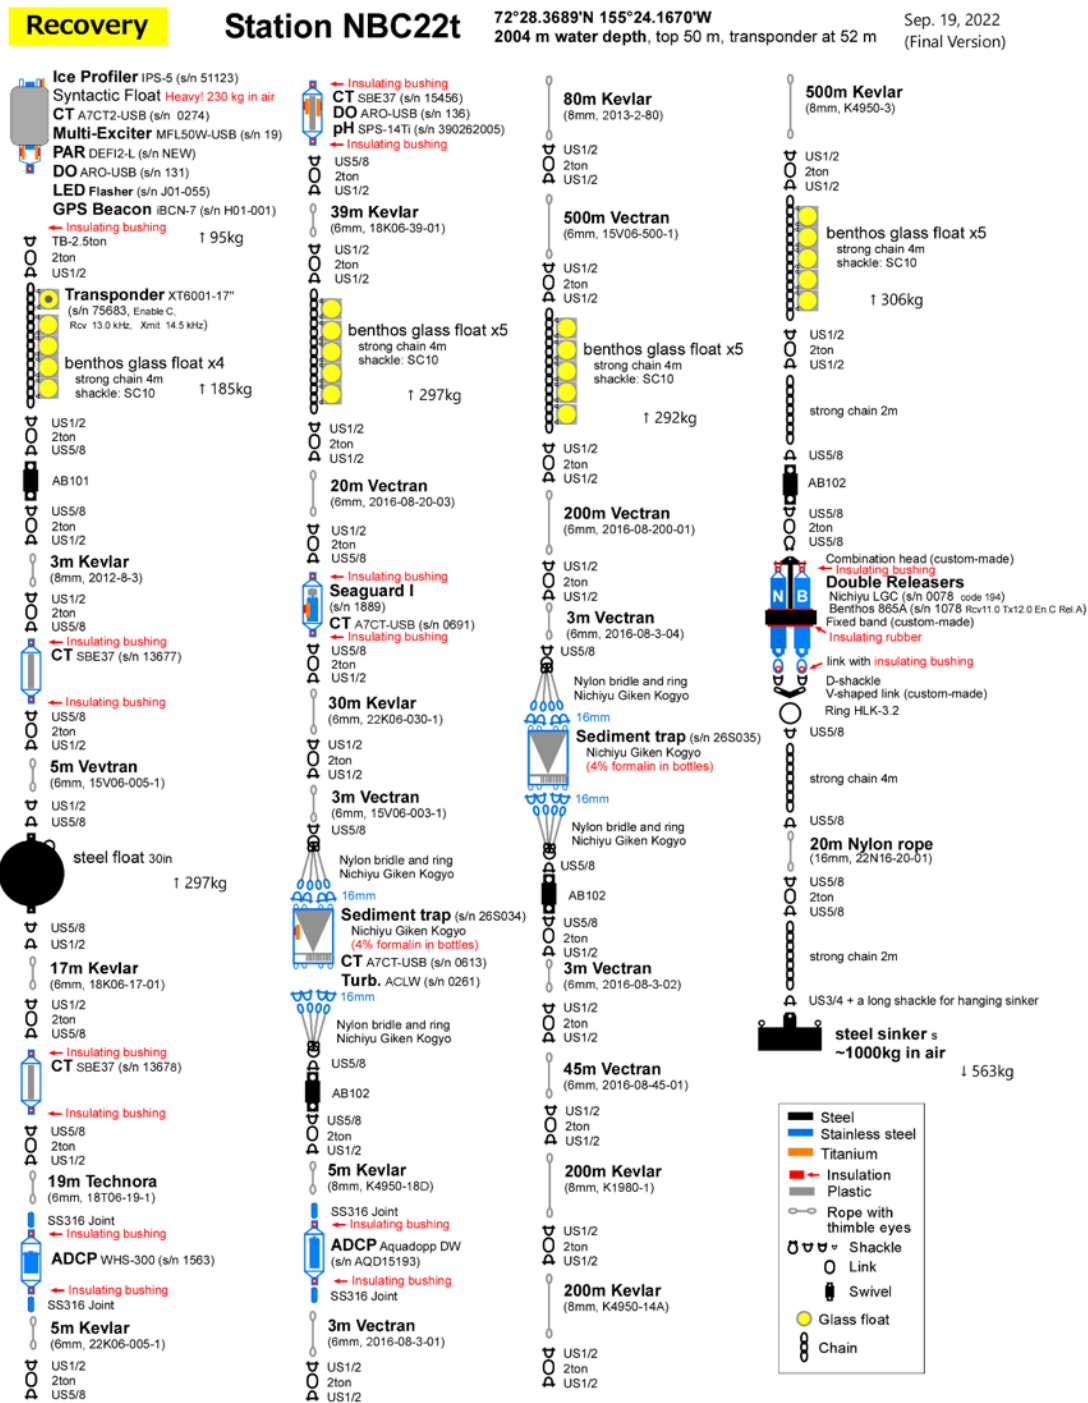 Recovery
Station NBC22t
72°28.3689'N 155°24.1670'W
2004 m water depth, top 50 m, transponder at 52 m
Sep. 19, 2022
(Final Version)
Ice Profiler IPS-5 (s/n 51123)
Syntactic Float Heavy! 230 kg in air
CT A7CT2-USB (s/n 0274)
Multi-Exciter MFL50W-USB (s/n 19)
PAR DEFI2-L (s/n NEW)
DO ARO-USB (s/n 131)
LED Flasher (s/n J01-055)
GPS Beacon iBCN-7 (s/n H01-001)
← Insulating bushing
TB-2.5ton
↑ 95kg
2ton
US1/2
Transponder XT6001-17"
(s/n 75683, Enable C,
Rcv 13.0 kHz, Xmit 14.5 kHz)
benthos glass float x4
strong chain 4m
shackle: SC10
↑ 185kg
US1/2
2ton
US5/8
AB101
US5/8
2ton
US1/2
3m Kevlar
(8mm, 2012-8-3)
US1/2
2ton
US5/8
← Insulating bushing
CT SBE37 (s/n 13677)
← Insulating bushing
US5/8
2ton
US1/2
5m Vevtran
(6mm, 15V06-005-1)
US1/2
US5/8
steel float 30in
↑ 297kg
US5/8
US1/2
17m Kevlar
(6mm, 18K06-17-01)
US1/2
2ton
US5/8
← Insulating bushing
CT SBE37 (s/n 13678)
← Insulating bushing
US5/8
2ton
US1/2
19m Technora
(6mm, 18T06-19-1)
SS316 Joint
← Insulating bushing
ADCP WHS-300 (s/n 1563)
← Insulating bushing
SS316 Joint
5m Kevlar
(6mm, 22K06-005-1)
US1/2
2ton
US5/8
← Insulating bushing
CT SBE37 (s/n 15456)
DO ARO-USB (s/n 136)
pH SPS-14Ti (s/n 390262005)
← Insulating bushing
US5/8
2ton
US1/2
39m Kevlar
(6mm, 18K06-39-01)
US1/2
2ton
US1/2
benthos glass float x5
strong chain 4m
shackle: SC10
↑ 297kg
US1/2
2ton
US1/2
20m Vectran
(6mm, 2016-08-20-03)
US1/2
2ton
US5/8
← Insulating bushing
Seaguard I
(s/n 1889)
CT A7CT-USB (s/n 0691)
← Insulating bushing
US5/8
2ton
US1/2
30m Kevlar
(6mm, 22K06-030-1)
US1/2
2ton
US1/2
3m Vectran
(6mm, 15V06-003-1)
US5/8
Nylon bridle and ring
Nichiyu Giken Kogyo
16mm
Sediment trap (s/n 26S034)
Nichiyu Giken Kogyo
(4% formalin in bottles)
CT A7CT-USB (s/n 0613)
Turb. ACLW (s/n 0261)
16mm
Nylon bridle and ring
Nichiyu Giken Kogyo
US5/8
AB102
US5/8
2ton
US1/2
5m Kevlar
(8mm, K4950-18D)
SS316 Joint
← Insulating bushing
ADCP Aquadopp DW
(s/n AQD15193)
← Insulating bushing
SS316 Joint
3m Vectran
(6mm, 2016-08-3-01)
US1/2
2ton
US1/2
80m Kevlar
(8mm, 2013-2-80)
US1/2
2ton
US1/2
500m Vectran
(6mm, 15V06-500-1)
US1/2
2ton
US1/2
benthos glass float x5
strong chain 4m
shackle: SC10
↑ 292kg
US1/2
2ton
US1/2
200m Vectran
(6mm, 2016-08-200-01)
US1/2
2ton
US1/2
3m Vectran
(6mm, 2016-08-3-04)
US5/8
Nylon bridle and ring
Nichiyu Giken Kogyo
16mm
Sediment trap (s/n 26S035)
Nichiyu Giken Kogyo
(4% formalin in bottles)
16mm
Nylon bridle and ring
Nichiyu Giken Kogyo
US5/8
AB102
US5/8
2ton
US1/2
3m Vectran
(6mm, 2016-08-3-02)
US1/2
2ton
US1/2
45m Vectran
(6mm, 2016-08-45-01)
US1/2
2ton
US1/2
200m Kevlar
(8mm, K1980-1)
US1/2
2ton
US1/2
200m Kevlar
(8mm, K4950-14A)
US1/2
2ton
US1/2
500m Kevlar
(8mm, K4950-3)
US1/2
2ton
US1/2
benthos glass float x5
strong chain 4m
shackle: SC10
↑ 306kg
US1/2
2ton
US1/2
strong chain 2m
US5/8
AB102
US5/8
2ton
US5/8
Combination head (custom-made)
← Insulating bushing
Double Releasers
N B
Nichiyu LGC (s/n 0078 code 194)
Benthos 865A (s/n 1078 Rcv11.0 Tx12.0 En.C Rel.A)
Fixed band (custom-made)
Insulating rubber
link with insulating bushing
D-shackle
V-shaped link (custom-made)
Ring HLK-3.2
US5/8
strong chain 4m
US5/8
20m Nylon rope
(16mm, 22N16-20-01)
US5/8
2ton
US5/8
strong chain 2m
US3/4 + a long shackle for hanging sinker
steel sinker s
~1000kg in air
↓ 563kg
Steel
Stainless steel
Titanium
← Insulation
Plastic
Rope with
thimble eyes
Shackle
Link
Swivel
Glass float
Chain